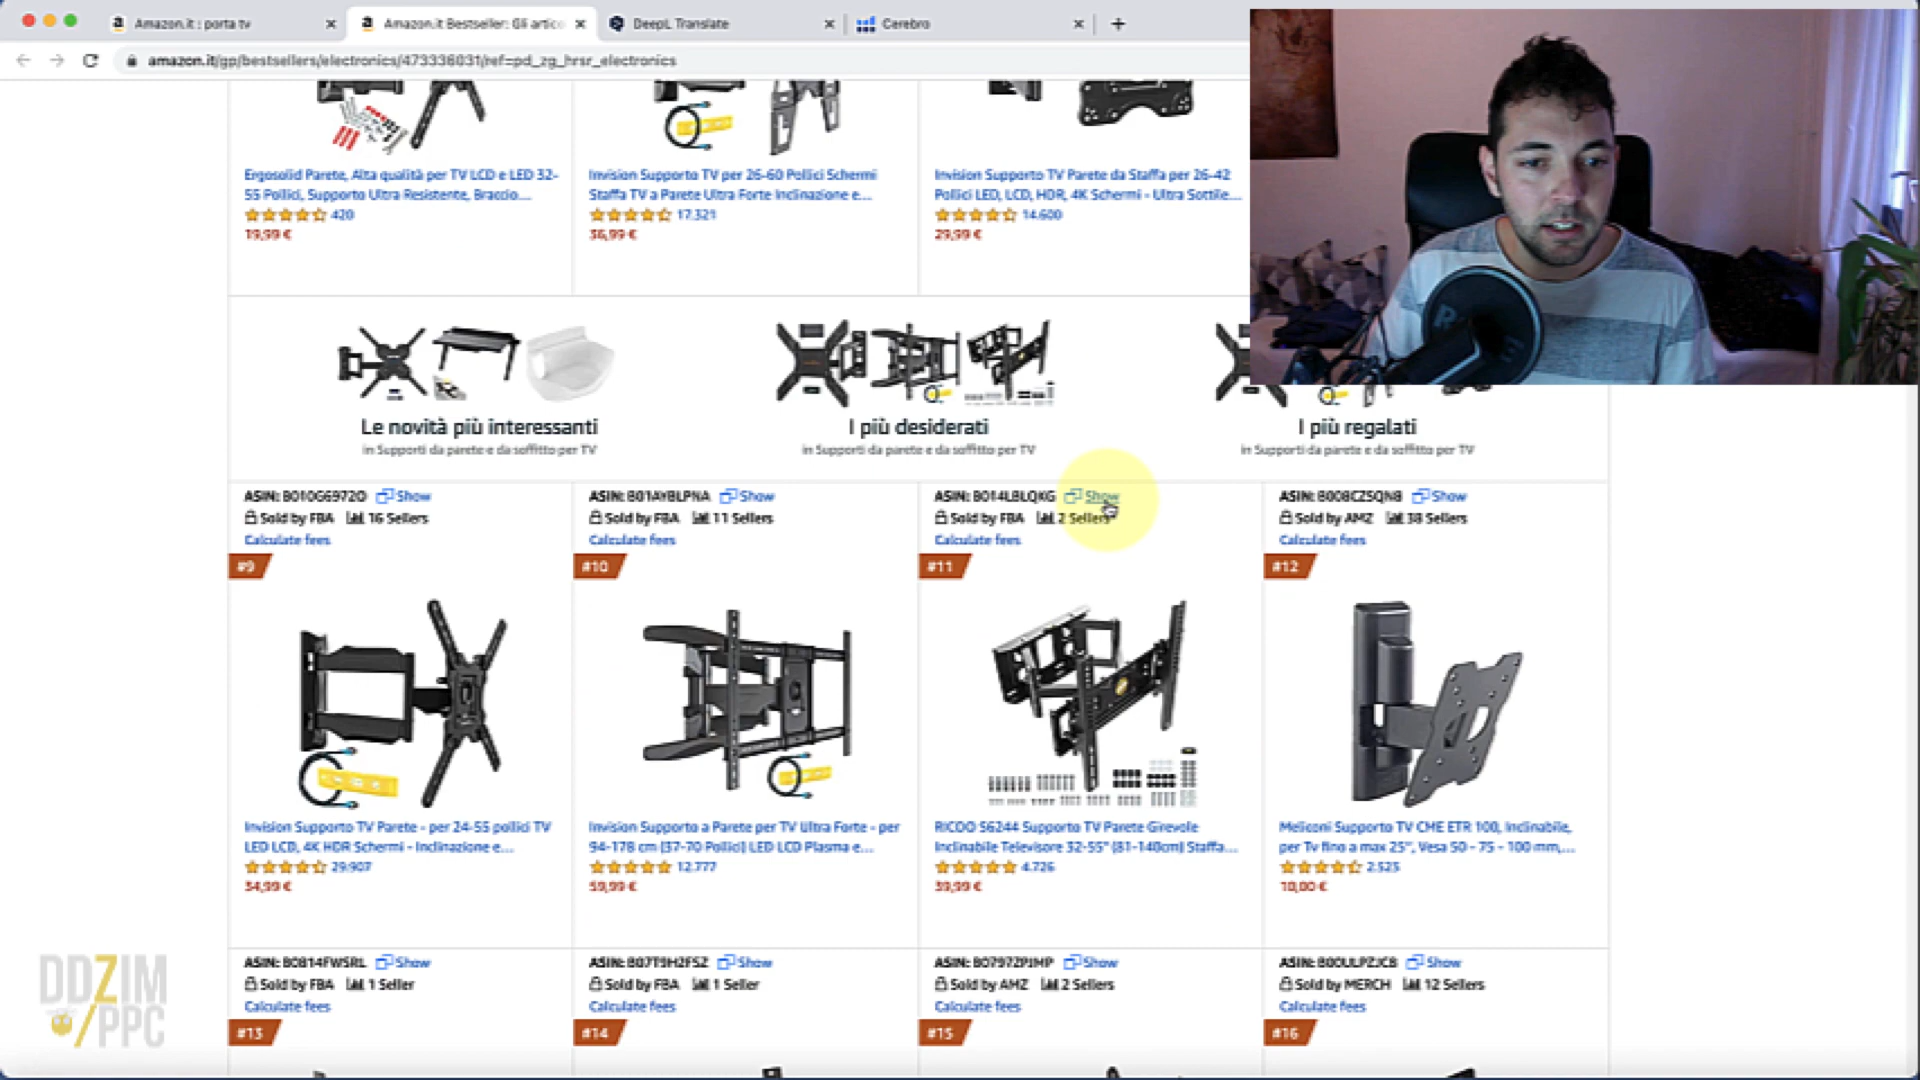 Amazon.it : porta tv
Amazon.it Bestseller: Gli artico
DeepL Translate
Cerebro
amazon.it/gp/bestsellers/electronics/473336031/ref=pd_zg_hrsr_electronics
Ergosolid Parete, Alta qualità per TV LCD e LED 32-
55 Pollici, Supporto Ultra Resistente, Braccio...
420
19,99 €
Invision Supporto TV per 26-60 Pollici Schermi
Staffa TV a Parete Ultra Forte Inclinazione e...
17.321
36,99 €
Invision Supporto TV Parete da Staffa per 26-42
Pollici LED, LCD, HDR, 4K Schermi - Ultra Sottile...
14.600
29,99 €
Le novità più interessanti
in Supporti da parete e da soffitto per TV
I più desiderati
in Supporti da parete e da soffitto per TV
I più regalati
in Supporti da parete e da soffitto per TV
ASIN: B010G6972O Show
Sold by FBA 16 Sellers
Calculate fees
#9
Invision Supporto TV Parete - per 24-55 pollici TV
LED LCD, 4K HDR Schermi - Inclinazione e...
29.907
34,99 €
ASIN: B01AYBLPNA Show
Sold by FBA 11 Sellers
Calculate fees
#10
Invision Supporto a Parete per TV Ultra Forte - per
94-178 cm (37-70 Pollici) LED LCD Plasma e...
12.777
59,99 €
ASIN: B014LBLQKG Show
Sold by FBA 2 Sellers
Calculate fees
#11
RICOO S6244 Supporto TV Parete Girevole
Inclinabile Televisore 32-55" (81-140cm) Staffa...
4.726
39,99 €
ASIN: B008CZSQN8 Show
Sold by AMZ 38 Sellers
Calculate fees
#12
Meliconi Supporto TV CME ETR 100, Inclinabile,
per Tv fino a max 25", Vesa 50 - 75 - 100 mm,...
2.525
10,00 €
ASIN: B0814FWSRL Show
Sold by FBA 1 Seller
Calculate fees
#13
ASIN: B07T9H2FSZ Show
Sold by FBA 1 Seller
Calculate fees
#14
ASIN: Show
Sold by AMZ 2 Sellers
Calculate fees
#15
ASIN: B00ULPZJC8 Show
Sold by MERCH 12 Sellers
Calculate fees
#16
DDZIM
/PPC